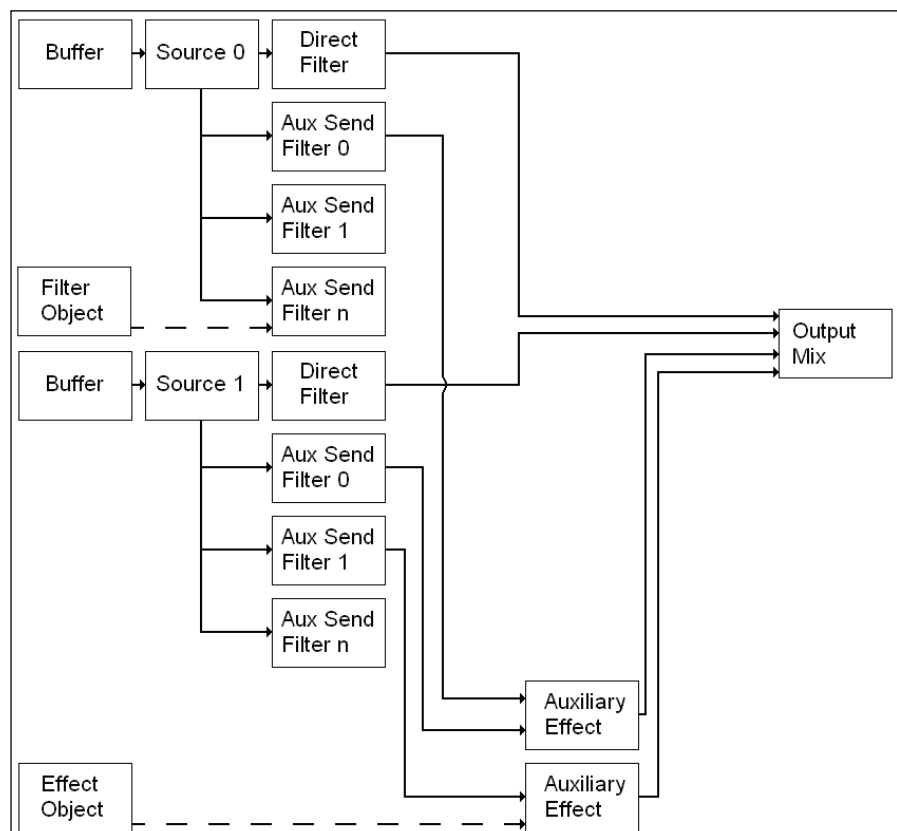 Buffer
Source 0
Direct
Filter
Aux Send
Filter 0
Aux Send
Filter 1
Filter
Object
Aux Send
Filter n
Output
Mix
Buffer
Source 1
Direct
Filter
Aux Send
Filter 0
Aux Send
Filter 1
Aux Send
Filter n
Auxiliary
Effect
Effect
Object
Auxiliary
Effect